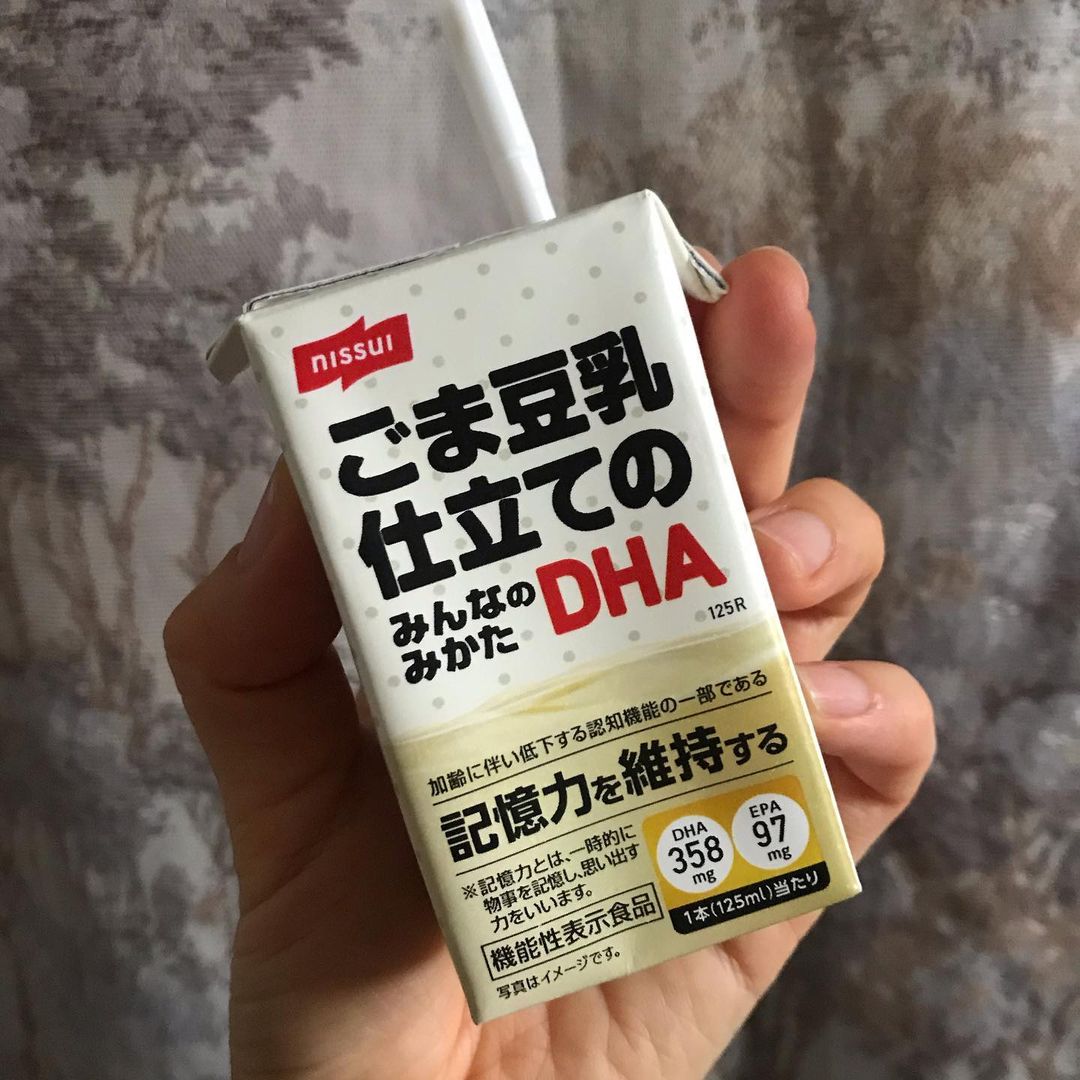 nissui
ごま豆乳
仕立ての
みんなの
みかた
DHA
125R
加齢に伴い低下する認知機能の一部である
記憶力を維持する
※記憶力とは、一時的に
物事を記憶し、思い出す
力をいいます。
機能性表示食品
写真はイメージです。
DHA
358
mg
EPA
97
mg
1本(125ml)当たり